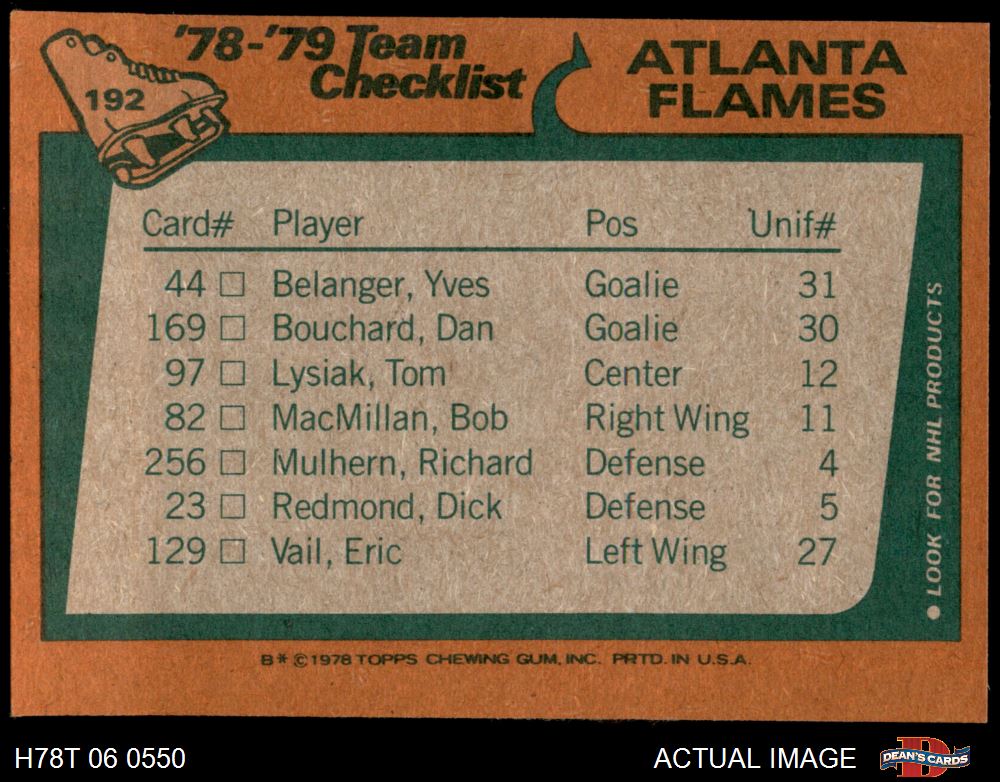 192
'78-'79 Team
Checklist
ATLANTA
FLAMES
Card# Player Pos Unif#
44 □ Belanger, Yves Goalie 31
169 □ Bouchard, Dan Goalie 30
97 □ Lysiak, Tom Center 12
82 □ MacMillan, Bob Right Wing 11
256 □ Mulhern, Richard Defense 4
23 □ Redmond, Dick Defense 5
129 □ Vail, Eric Left Wing 27
● LOOK FOR NHL PRODUCTS
B* ©1978 TOPPS CHEWING GUM, INC. PRTD. IN U.S.A.
H78T 06 0550
ACTUAL IMAGE
D
DEAN'S CARDS